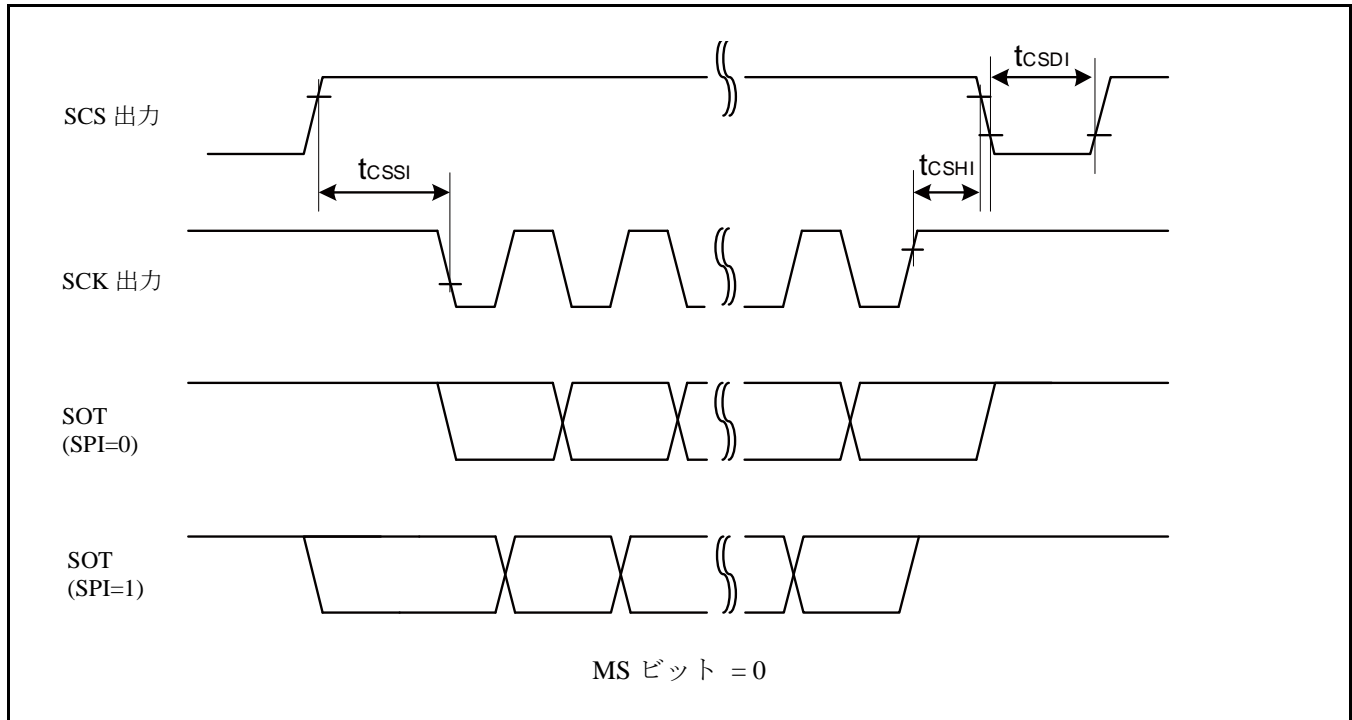 SCS 出力
tCSSI
tCSHI
tCSDI
SCK 出力
SOT
(SPI=0)
SOT
(SPI=1)
MS ビット = 0